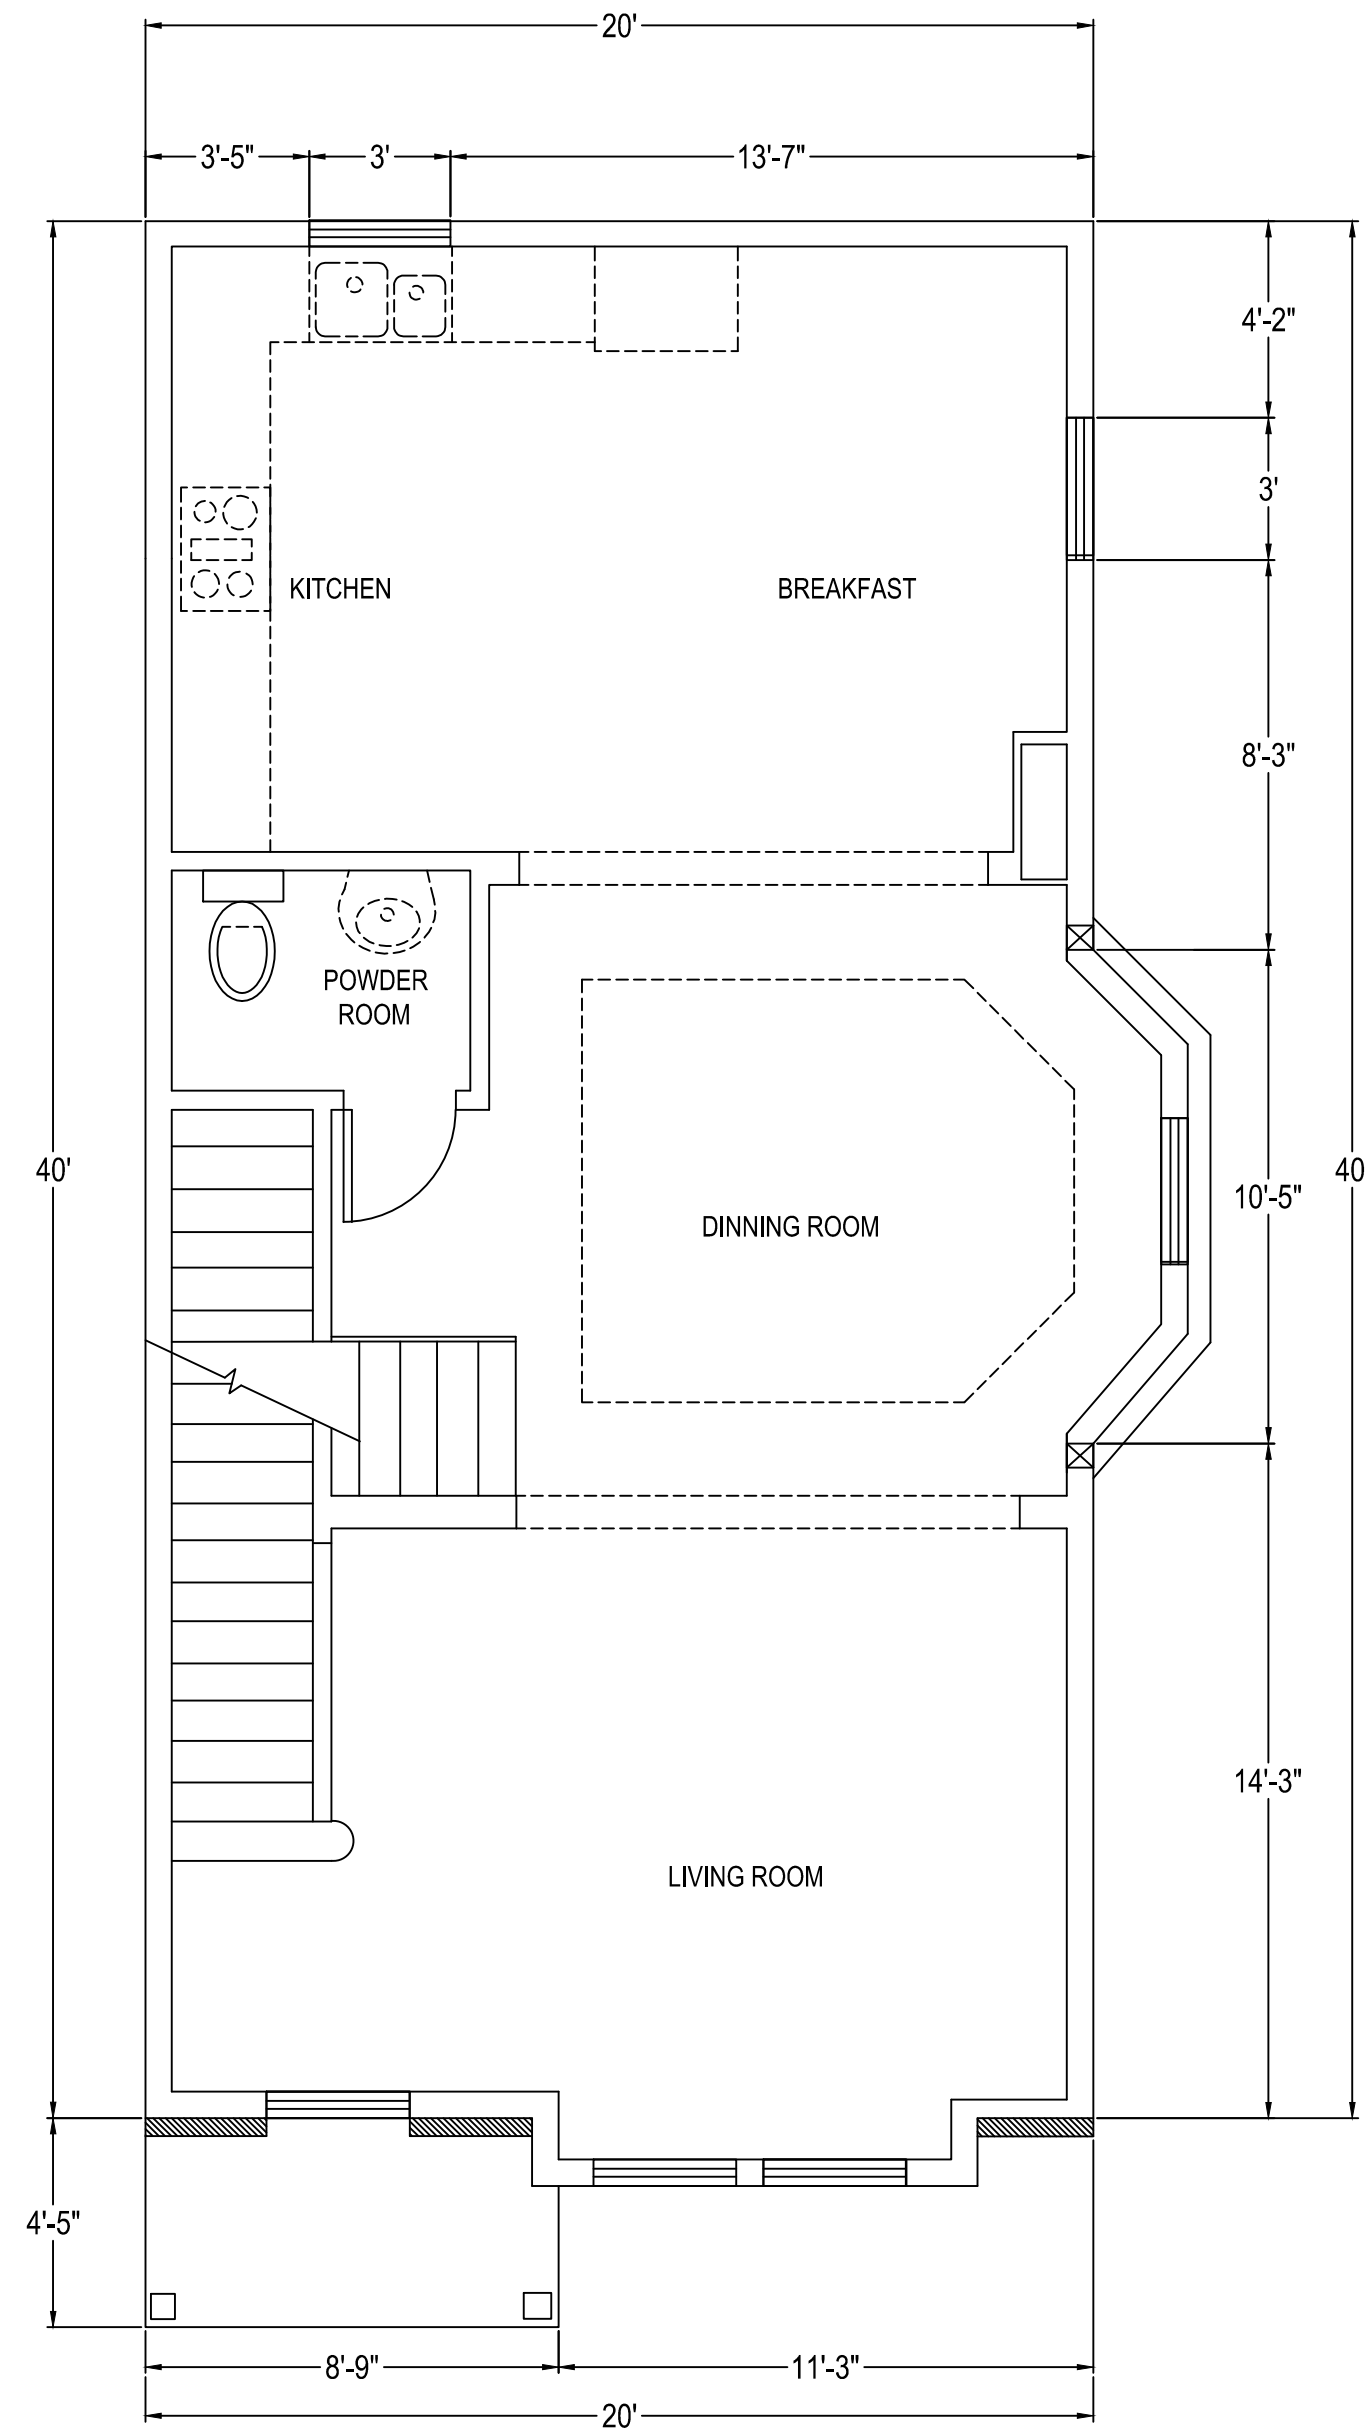 20'
3'-5" 3' 13'-7"
4'-2"
3'
KITCHEN BREAKFAST
8'-3"
POWDER
ROOM
40' 40
10'-5"
DINNING ROOM
14'-3"
LIVING ROOM
4'-5"
8'-9" 11'-3"
20'